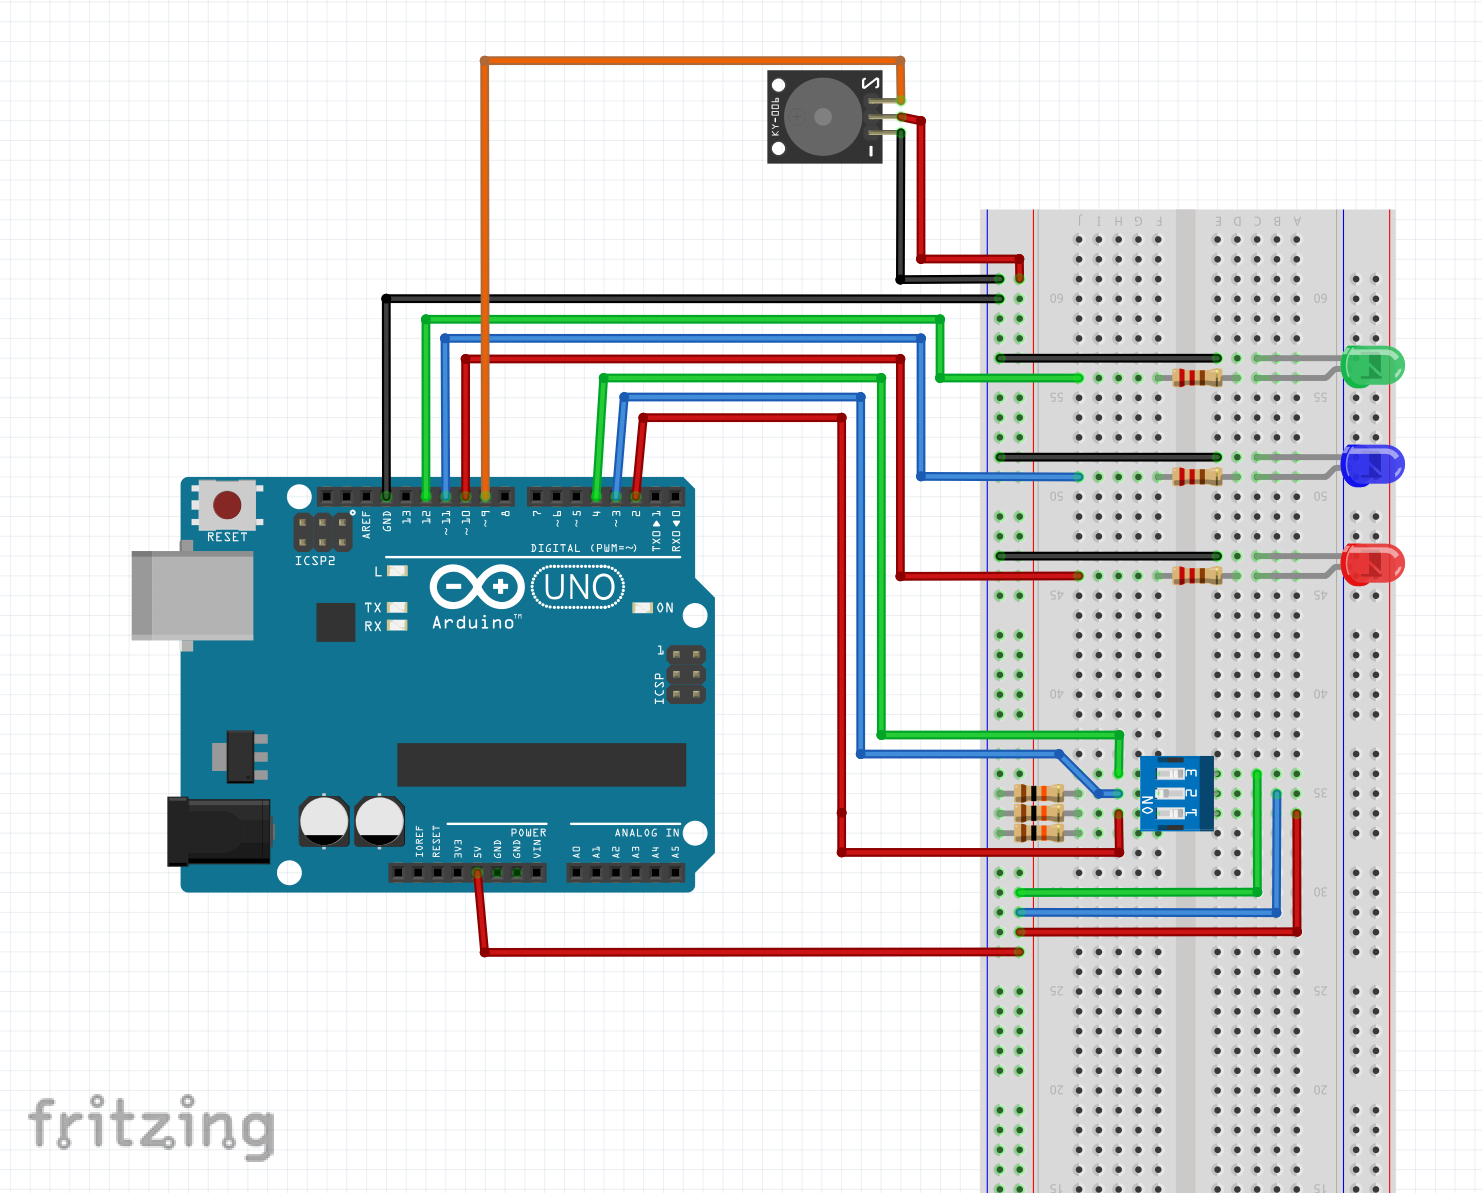 KY-006
S
-
J I H G F E D C B A
60 60
55 55
50 50
45 45
40 40
35 35
30 30
25 25
20 20
15 15
RESET
ICSP2
AREF
GND
13
12
~11
~10
~9
8
7
~6
~5
4
~3
2
TX0▲1
RX0▼0
DIGITAL (PWM=~)
L
TX
RX
Arduino™
UNO
ON
1
ICSP
ON
3
2
1
IOREF
RESET
3V3
5V
GND
GND
VIN
POWER
ANALOG IN
A0
A1
A2
A3
A4
A5
fritzing